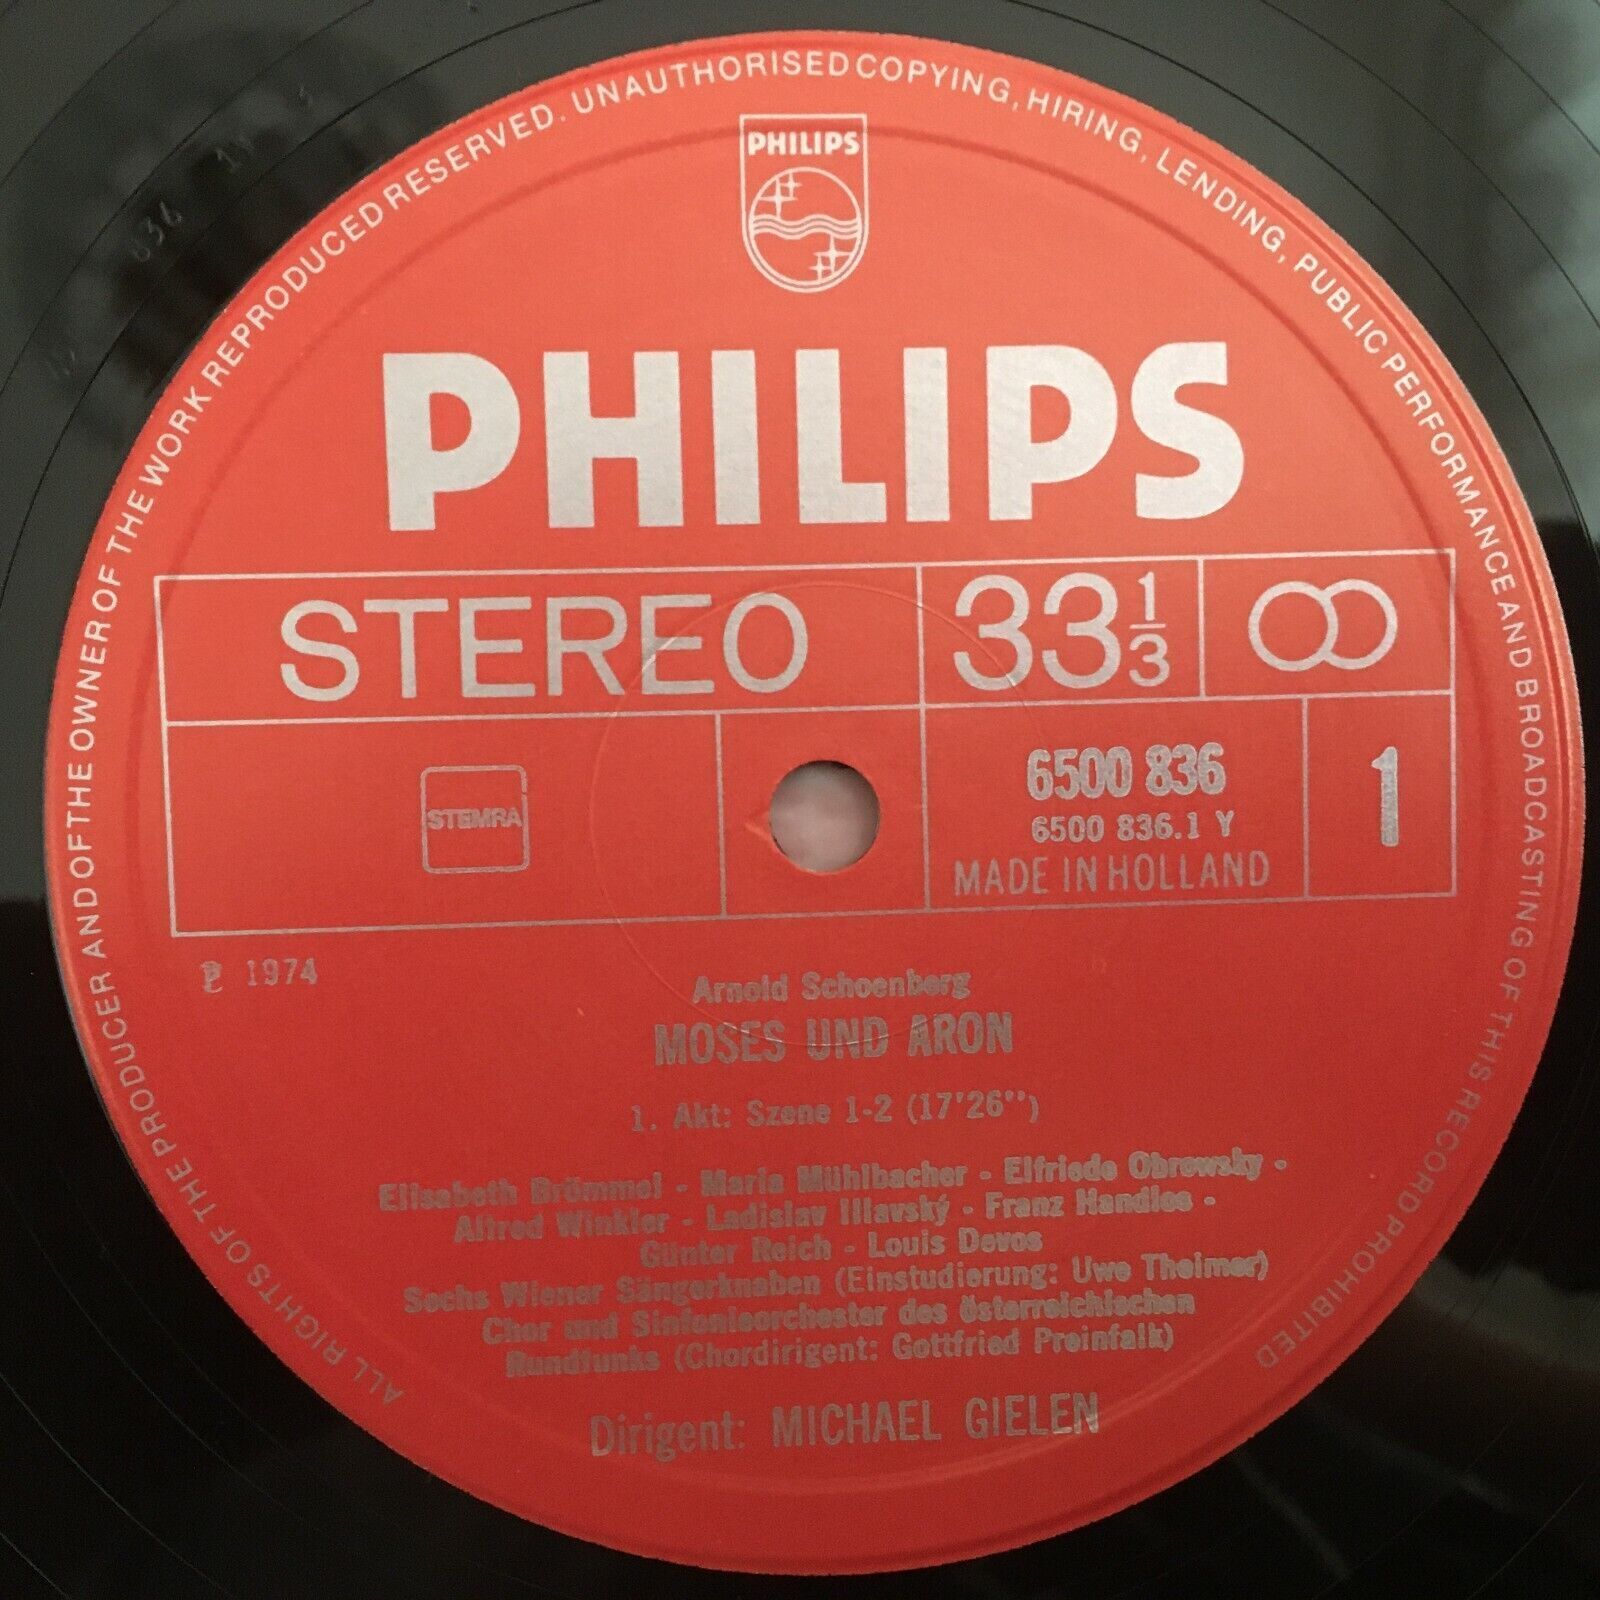 ALL RIGHTS OF THE PRODUCER AND OF THE OWNER OF THE WORK REPRODUCED RESERVED. UNAUTHORISED COPYING, HIRING, LENDING, PUBLIC PERFORMANCE AND BROADCASTING OF THIS RECORD PROHIBITED
PHILIPS
PHILIPS
STEREO 33 1/3
STEMRA
6500 836 1
6500 836.1 Y
MADE IN HOLLAND
℗ 1974
Arnold Schoenberg
MOSES UND ARON
1. Akt: Szene 1-2 (17'26'')
Elisabeth Brömmel - Maria Mühlbacher - Elfriede Obrowsky -
Alfred Winkler - Ladislav Illavský - Franz Handlos -
Günter Reich - Louis Devos
Sechs Wiener Sängerknaben (Einstudierung: Uwe Theimer)
Chor und Sinfonieorchester des österreichischen
Rundfunks (Chordirigent: Gottfried Preinfalk)
Dirigent: MICHAEL GIELEN